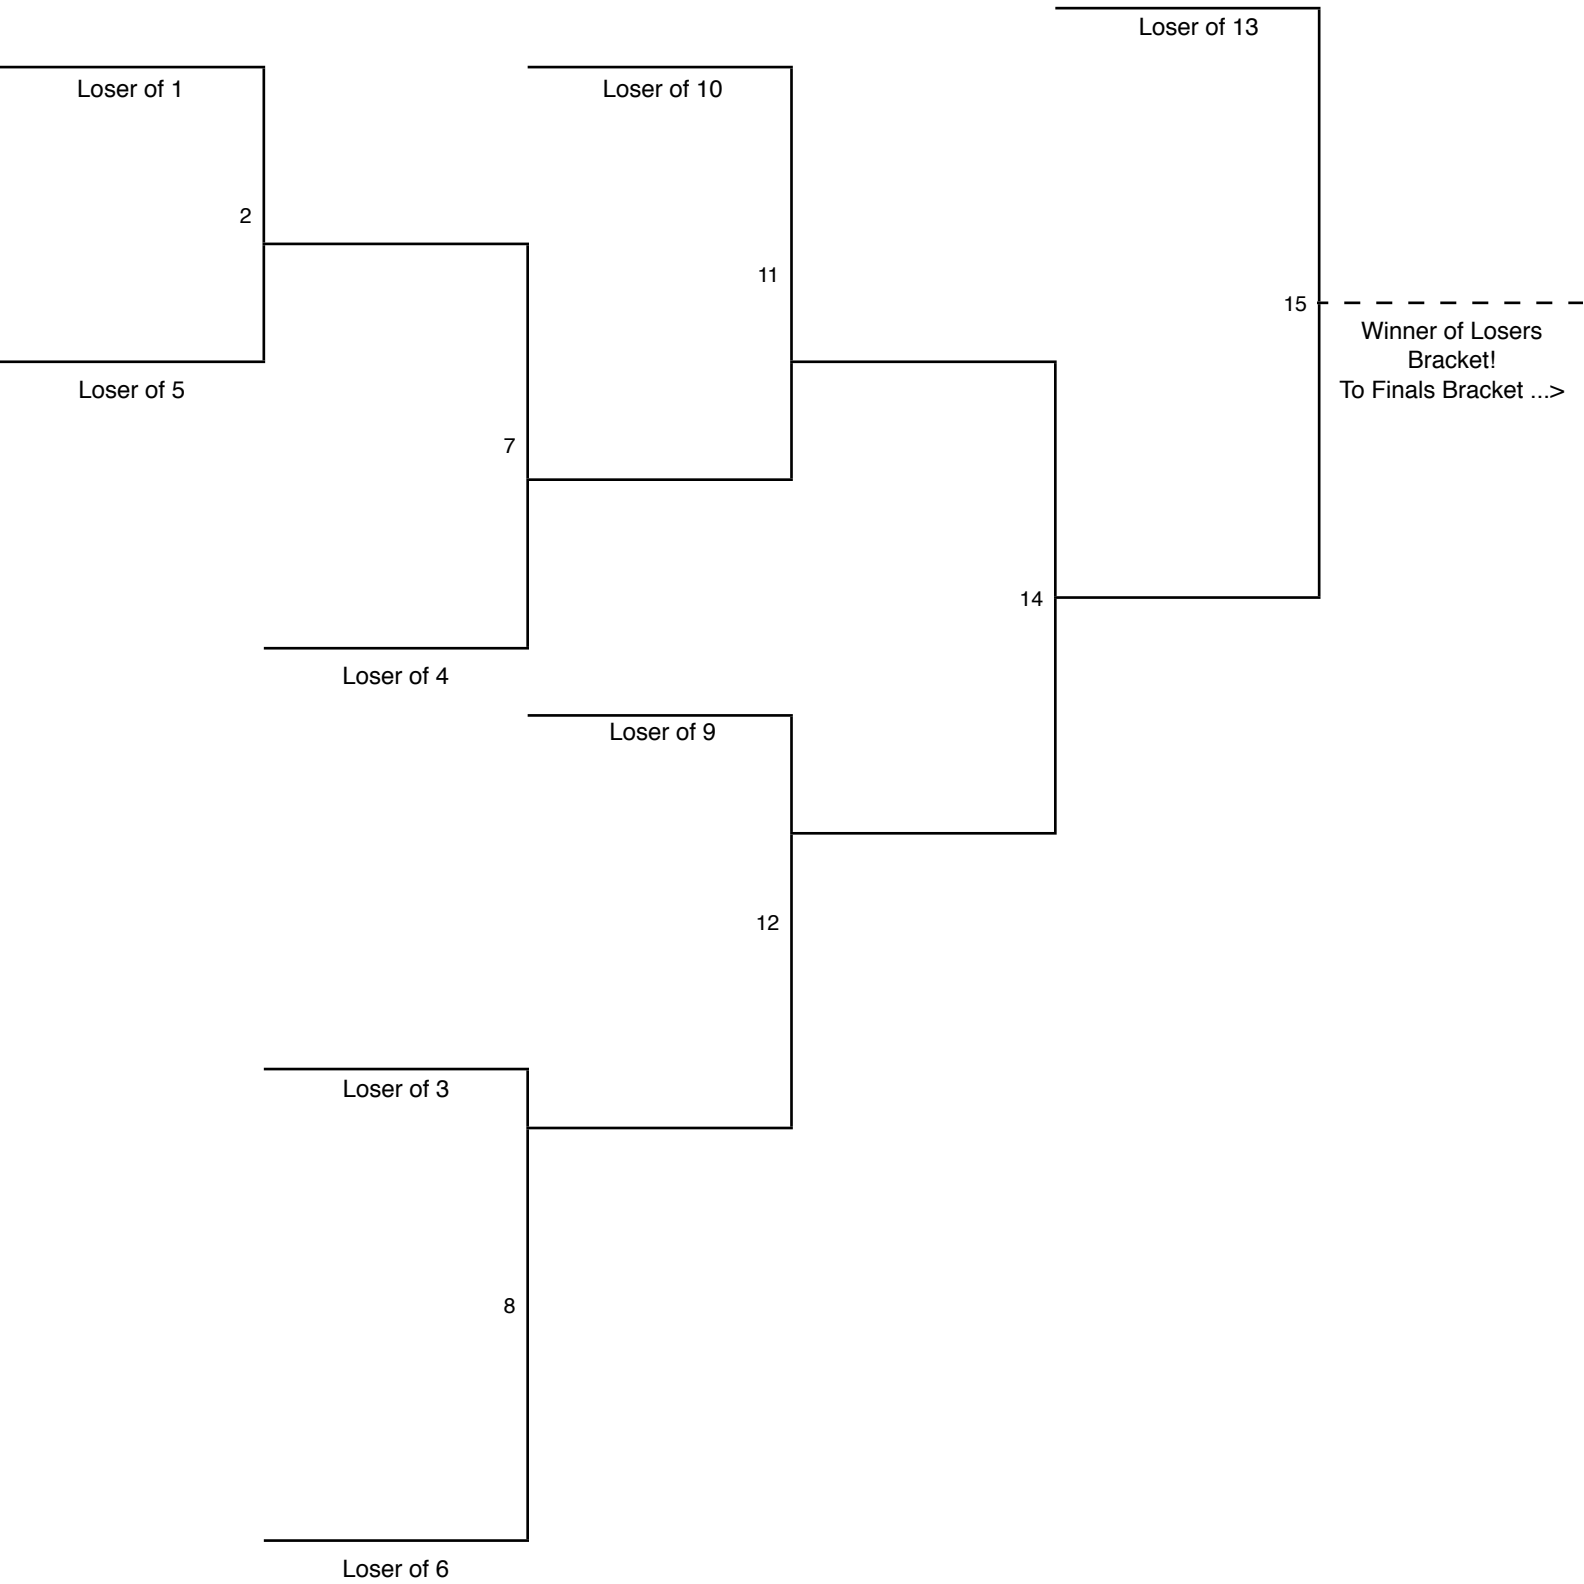 Loser of 13
Loser of 1
Loser of 10
2
11
15
Winner of Losers
Bracket!
To Finals Bracket ...>
Loser of 5
7
14
Loser of 4
Loser of 9
12
Loser of 3
8
Loser of 6